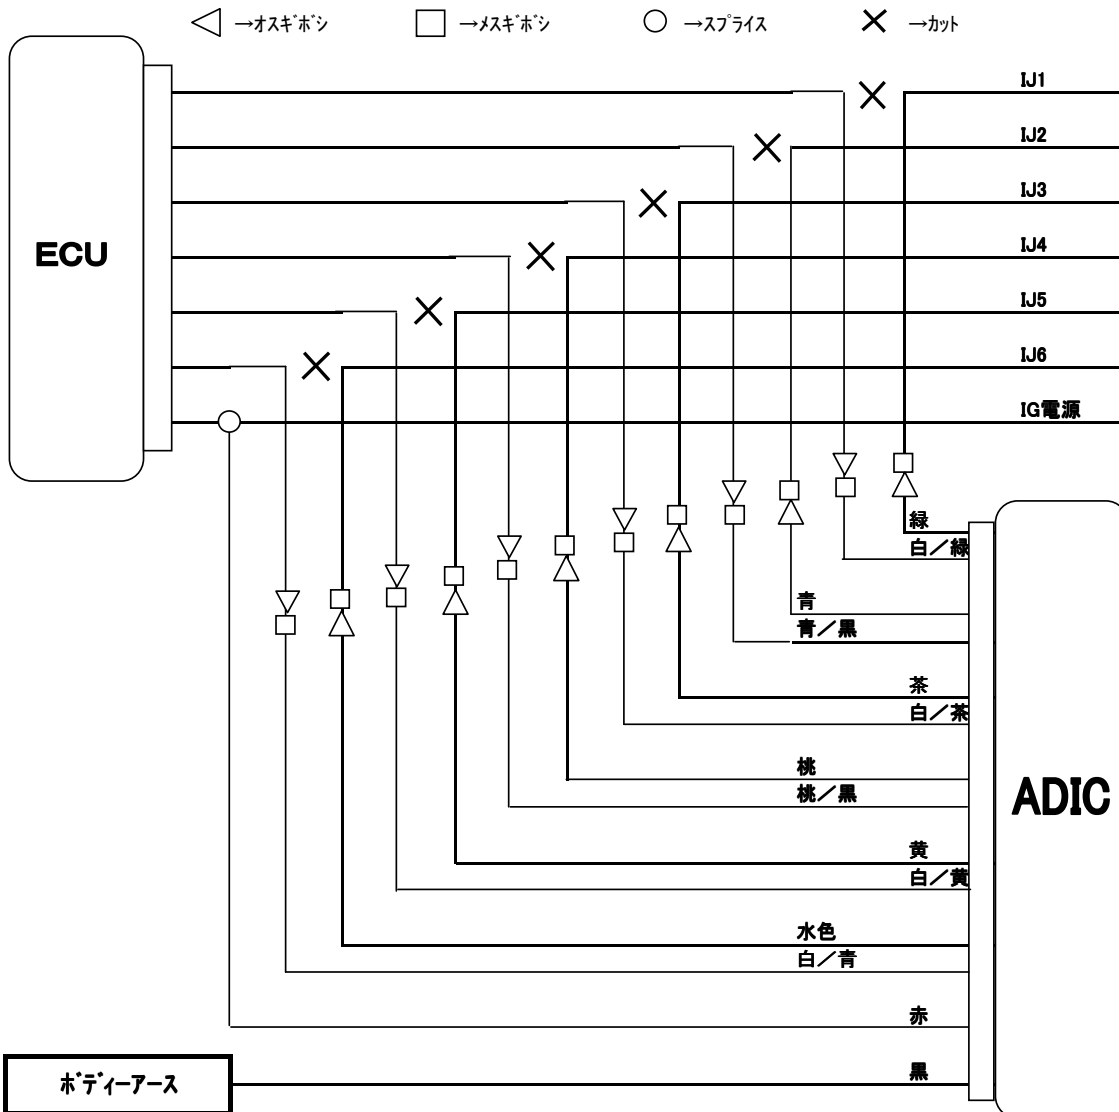 →オスギボシ →メスギボシ →スプライス →カット
IJ1
IJ2
IJ3
IJ4
IJ5
IJ6
IG電源
ECU
緑
白/緑
青
青/黒
茶
白/茶
桃
桃/黒
ADIC
黄
白/黄
水色
白/青
赤
黒
ボディーアース